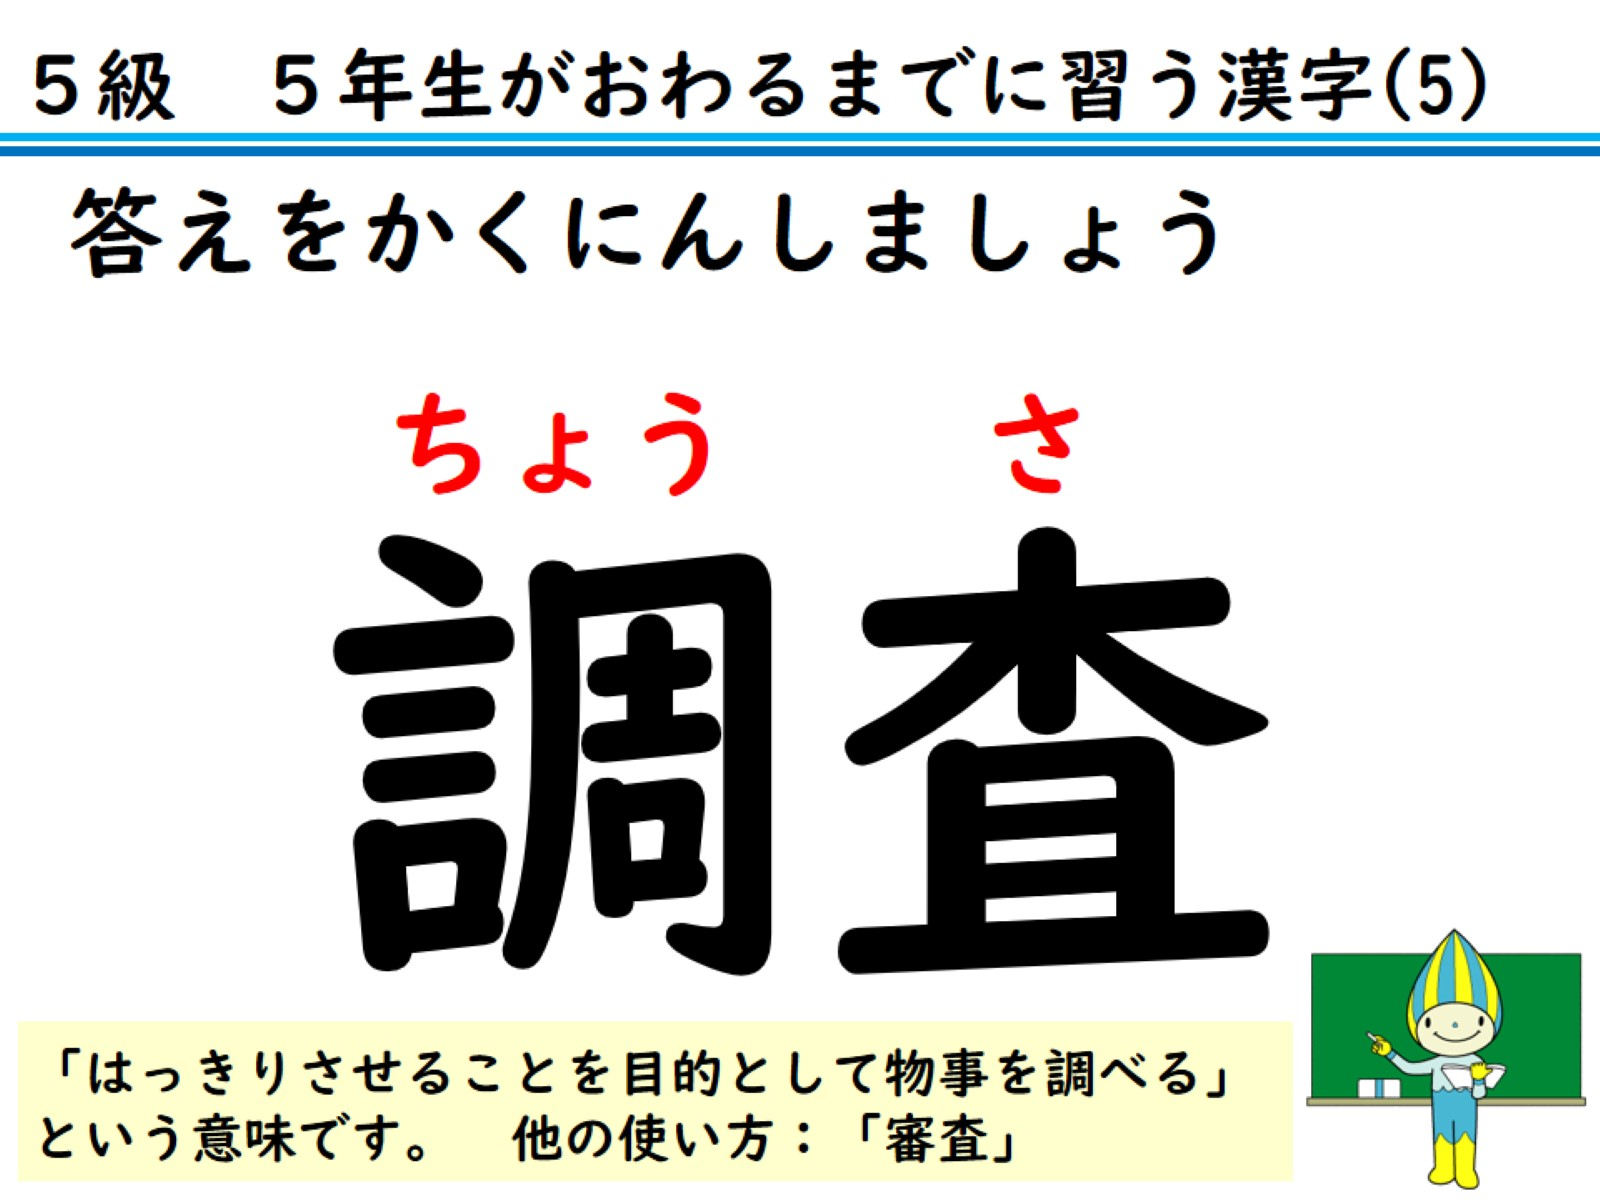 ５級　５年生がおわるまでに習う漢字(5)
答えをかくにんしましょう
ちょう　さ
調査
「はっきりさせることを目的として物事を調べる」
という意味です。　他の使い方：「審査」